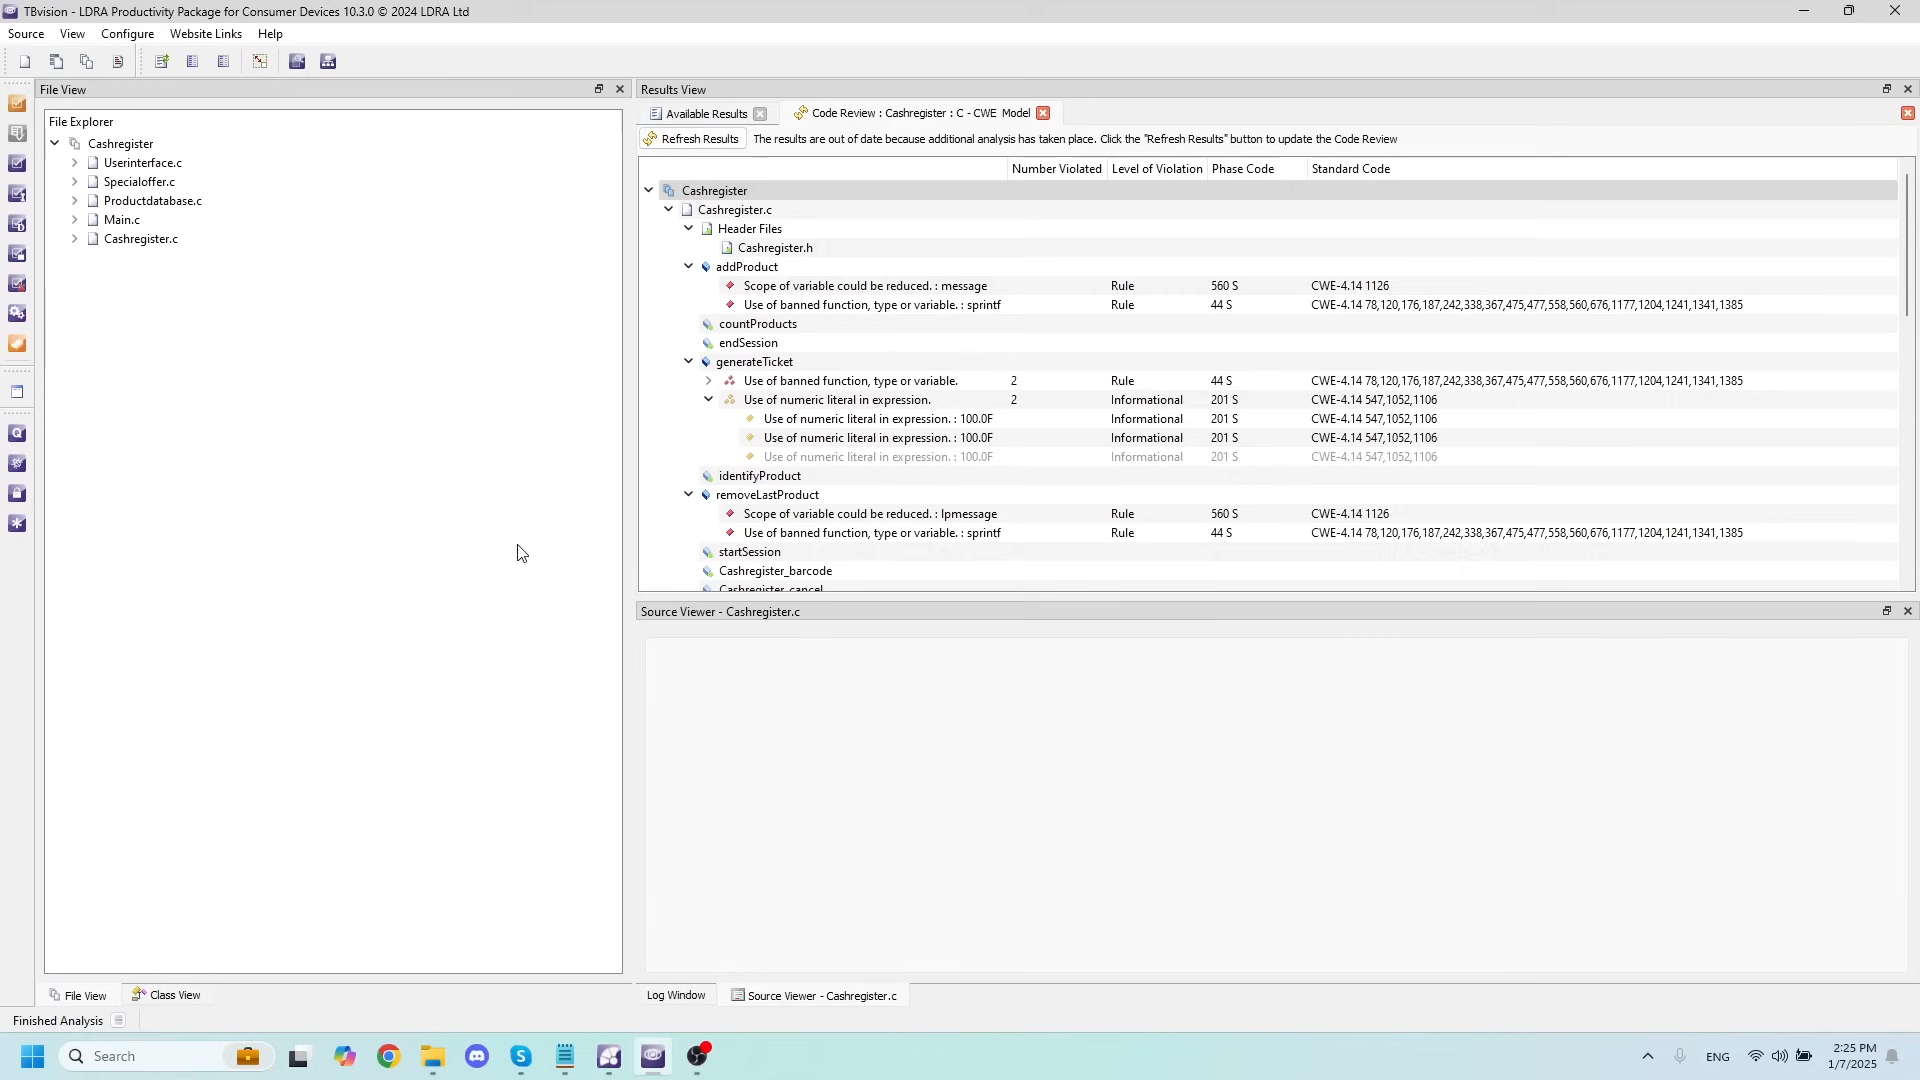 TBvision - LDRA Productivity Package for Consumer Devices 10.3.0 © 2024 LDRA Ltd
Source View Configure Website Links Help
File View
Results View
File Explorer
Cashregister
Userinterface.c
Specialoffer.c
Productdatabase.c
Main.c
Cashregister.c
Available Results
Code Review : Cashregister : C - CWE Model
Refresh Results The results are out of date because additional analysis has taken place. Click the "Refresh Results" button to update the Code Review
Number Violated Level of Violation Phase Code Standard Code
Cashregister
Cashregister.c
Header Files
Cashregister.h
addProduct
Scope of variable could be reduced. : message Rule 560 S CWE-4.14 1126
Use of banned function, type or variable. : sprintf Rule 44 S CWE-4.14 78,120,176,187,242,338,367,475,477,558,560,676,1177,1204,1241,1341,1385
countProducts
endSession
generateTicket
Use of banned function, type or variable. 2 Rule 44 S CWE-4.14 78,120,176,187,242,338,367,475,477,558,560,676,1177,1204,1241,1341,1385
Use of numeric literal in expression. 2 Informational 201 S CWE-4.14 547,1052,1106
Use of numeric literal in expression. : 100.0F Informational 201 S CWE-4.14 547,1052,1106
Use of numeric literal in expression. : 100.0F Informational 201 S CWE-4.14 547,1052,1106
Use of numeric literal in expression. : 100.0F Informational 201 S CWE-4.14 547,1052,1106
identifyProduct
removeLastProduct
Scope of variable could be reduced. : lpmessage Rule 560 S CWE-4.14 1126
Use of banned function, type or variable. : sprintf Rule 44 S CWE-4.14 78,120,176,187,242,338,367,475,477,558,560,676,1177,1204,1241,1341,1385
startSession
Cashregister_barcode
Cashregister_cancel
Source Viewer - Cashregister.c
File View Class View
Log Window Source Viewer - Cashregister.c
Finished Analysis
Search
ENG
2:25 PM
1/7/2025